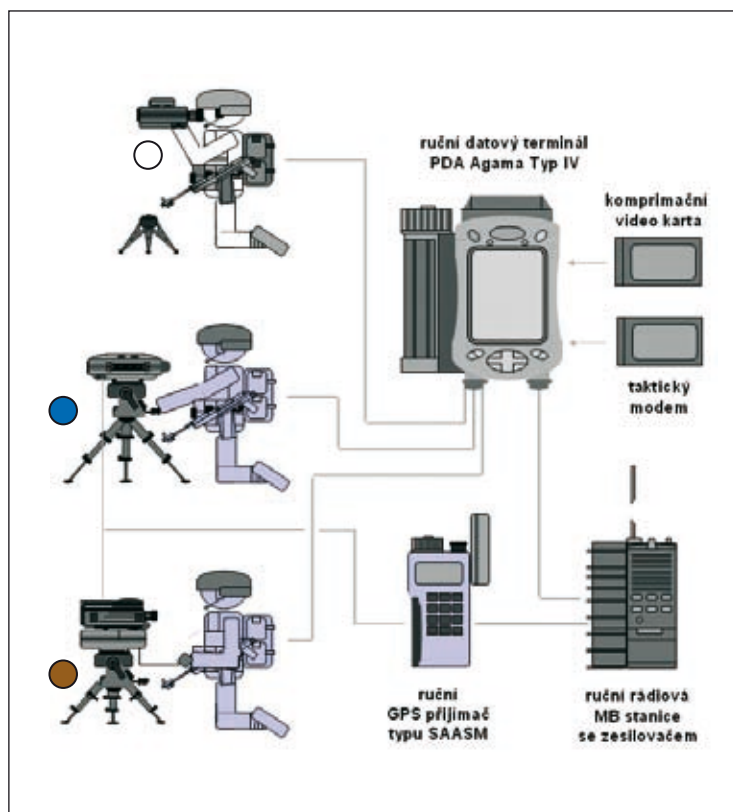 ruční datový terminál
PDA Agama Typ IV
komprimační
video karta
taktický
modem
ruční
GPS přijímač
typu SAASM
ruční rádiová
MB stanice
se zesilovačem